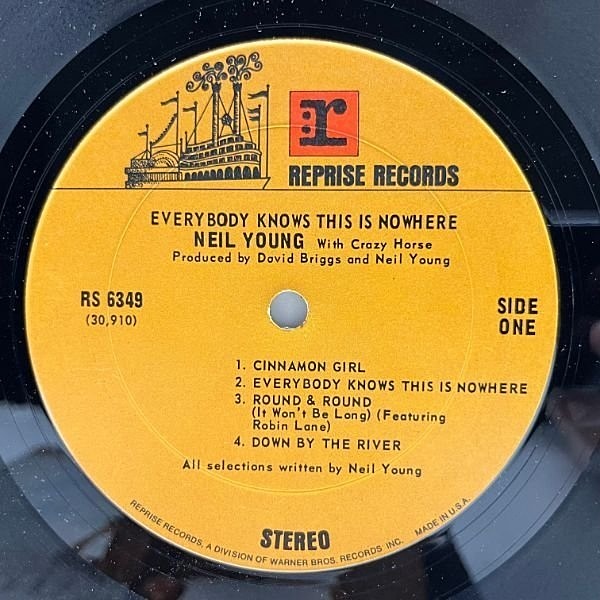 r
REPRISE RECORDS
EVERYBODY KNOWS THIS IS NOWHERE
NEIL YOUNG With Crazy Horse
Produced by David Briggs and Neil Young
RS 6349
(30,910)
SIDE
ONE
1. CINNAMON GIRL
2. EVERYBODY KNOWS THIS IS NOWHERE
3. ROUND & ROUND
(It Won't Be Long) (Featuring
Robin Lane)
4. DOWN BY THE RIVER
All selections written by Neil Young
STEREO
REPRISE RECORDS, A DIVISION OF WARNER BROS. RECORDS INC. MADE IN U.S.A.